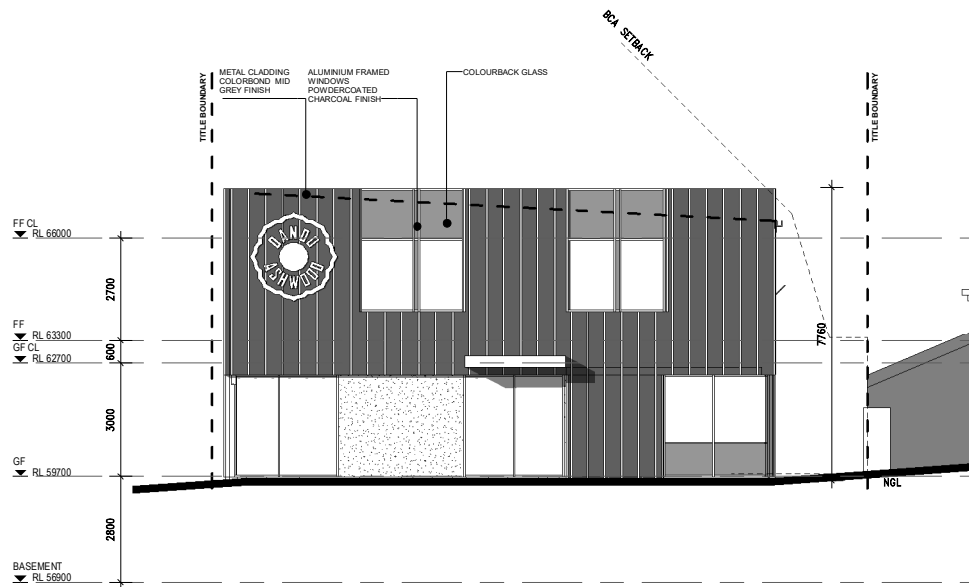 BCA SETBACK
TITLE BOUNDARY
METAL CLADDING
COLORBOND MID
GREY FINISH
ALUMINIUM FRAMED
WINDOWS
POWDERCOATED
CHARCOAL FINISH
COLOURBACK GLASS
TITLE BOUNDARY
FF CL
RL 66000
DANDU
ASHWOOD
2700
FF
RL 63300
600
GF CL
RL 62700
7760
3000
GF
RL 59700
NGL
2800
BASEMENT
RL 56900